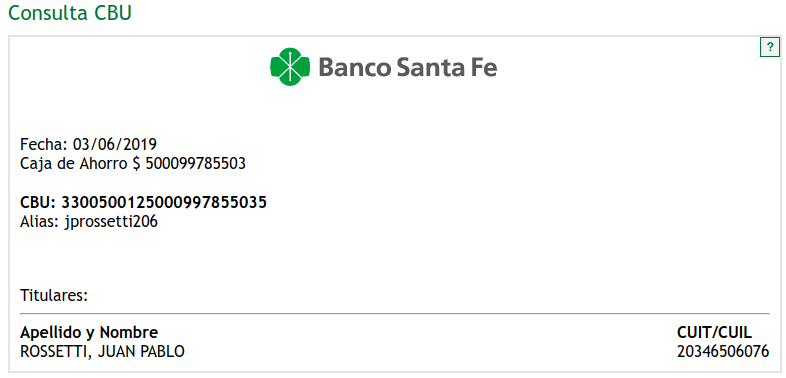 Consulta CBU
?
Banco Santa Fe
Fecha: 03/06/2019
Caja de Ahorro $ 500099785503
CBU: 3300500125000997855035
Alias: jprossetti206
Titulares:
Apellido y Nombre CUIT/CUIL
ROSSETTI, JUAN PABLO 20346506076